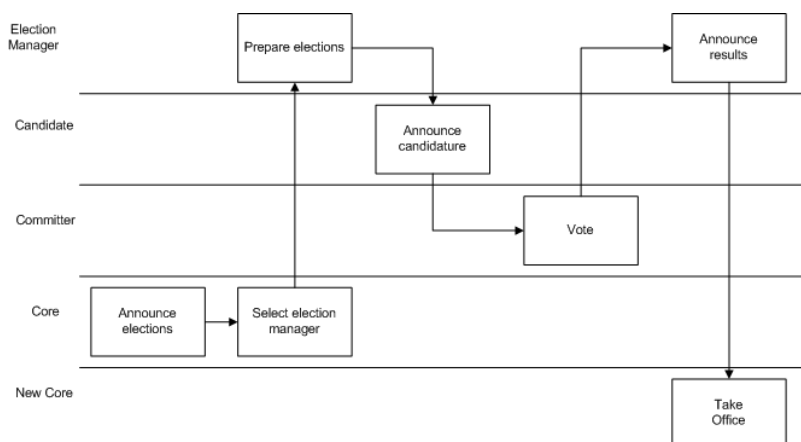 Election
Manager
Prepare elections
Announce
results
Candidate
Announce
candidature
Committer
Vote
Core
Announce
elections
Select election
manager
New Core
Take
Office